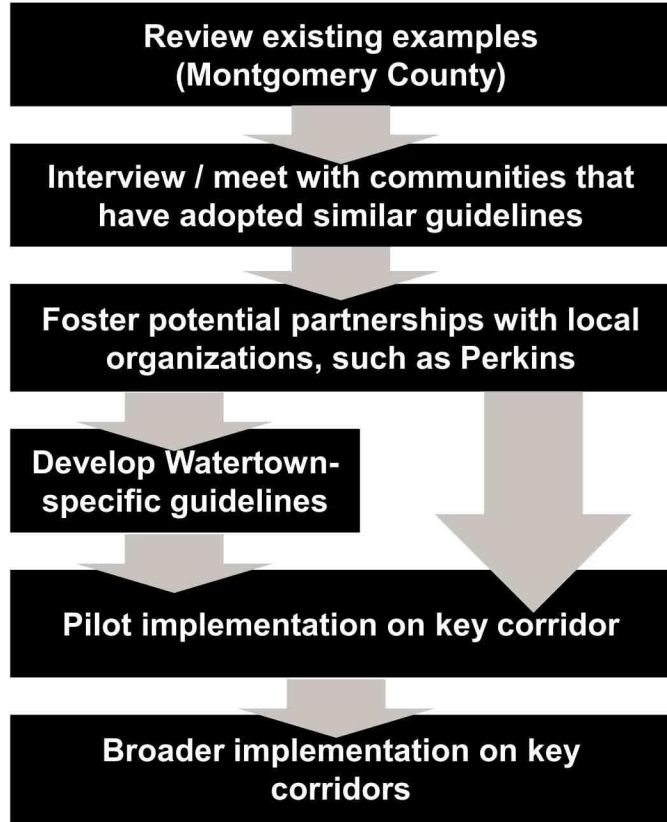 Review existing examples
(Montgomery County)
Interview / meet with communities that
have adopted similar guidelines
Foster potential partnerships with local
organizations, such as Perkins
Develop Watertown-
specific guidelines
Pilot implementation on key corridor
Broader implementation on key
corridors